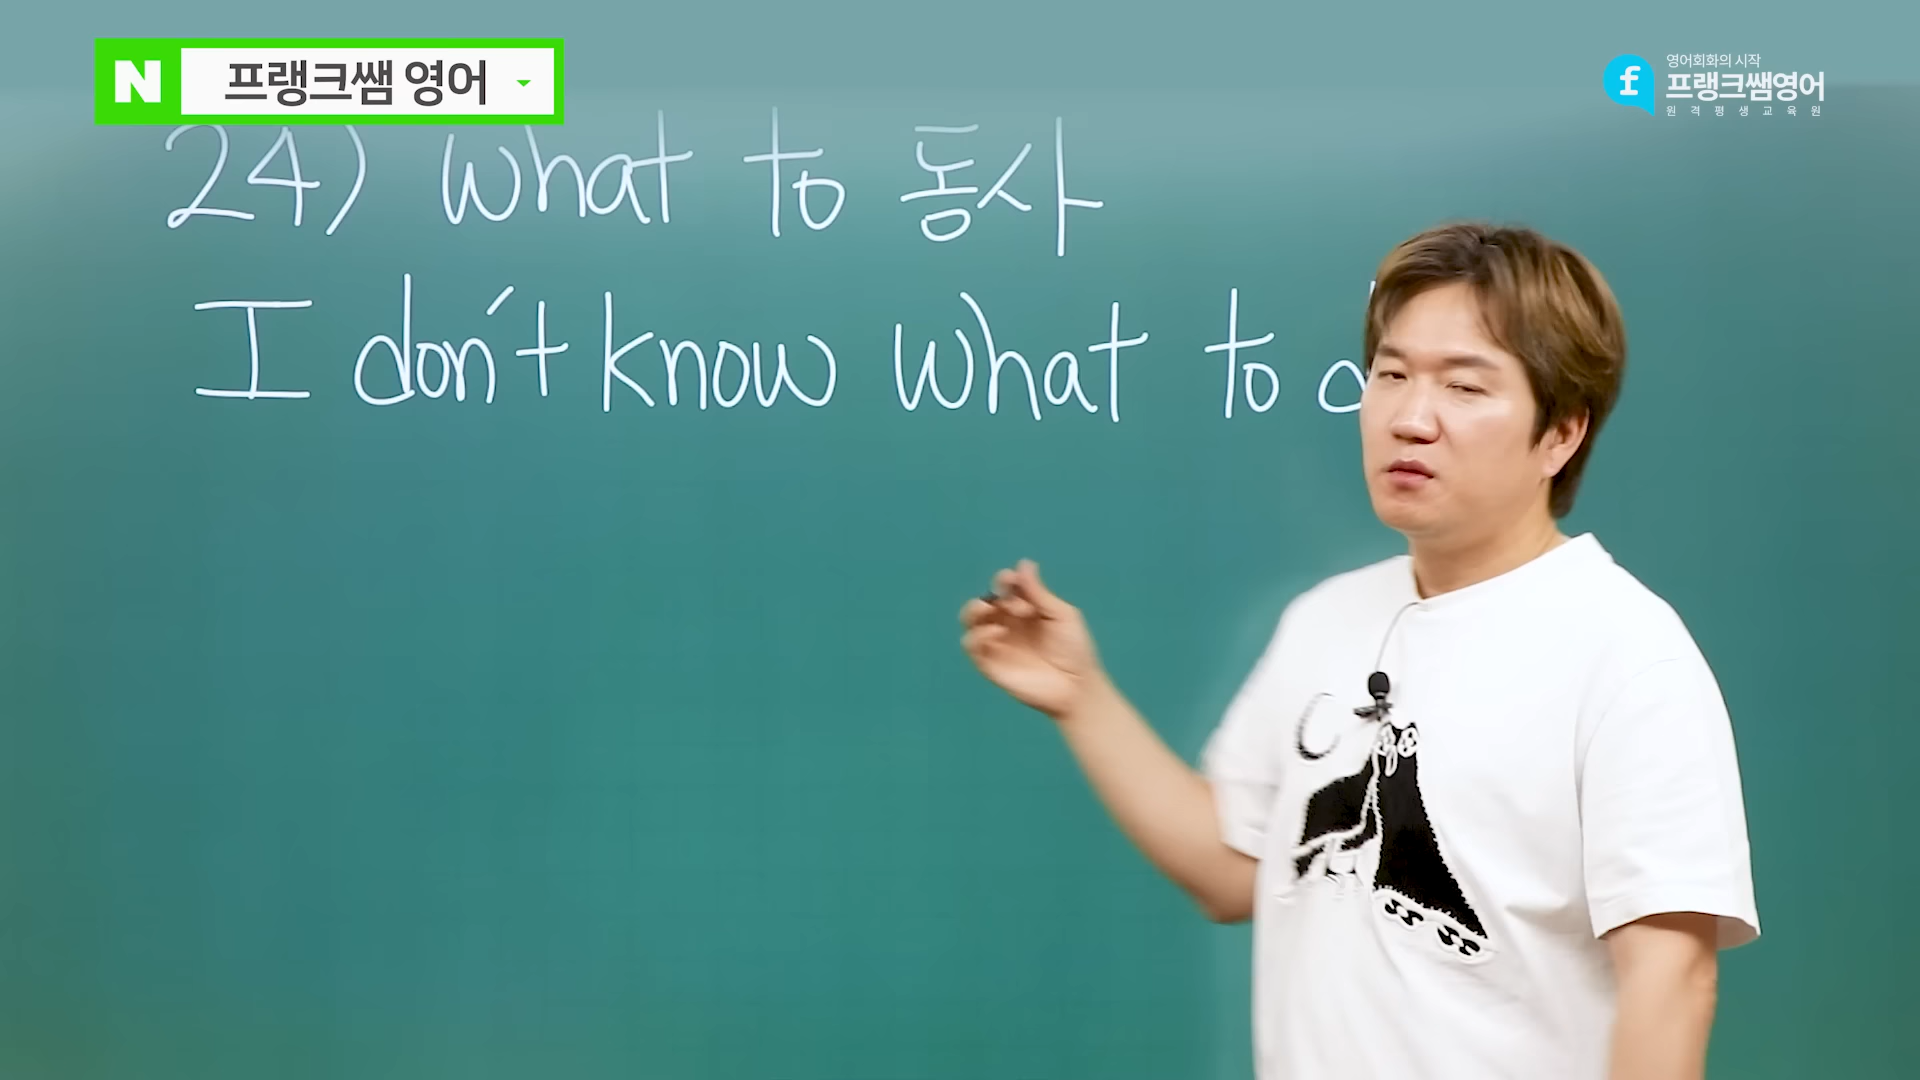 N 프랭크쌤 영어
영어회화의 시작
프랭크쌤영어
원격평생교육원
24) What to 동사
I don't know what to